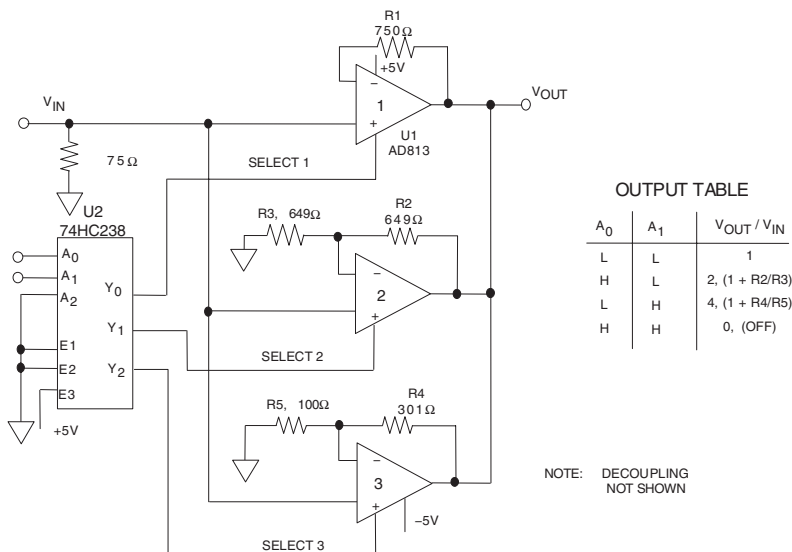 R1
750Ω
+5V
−
1
+
VIN
VOUT
U1
AD813
75Ω
SELECT 1
U2
74HC238
R3, 649Ω
R2
649Ω
OUTPUT TABLE
A0 A1 VOUT / VIN
L L 1
H L 2, (1 + R2/R3)
L H 4, (1 + R4/R5)
H H 0, (OFF)
A0
A1
A2
Y0
−
2
+
Y1
SELECT 2
E1
E2
Y2
E3
+5V
R5, 100Ω
R4
301Ω
−
3
+
−5V
NOTE: DECOUPLING
NOT SHOWN
SELECT 3